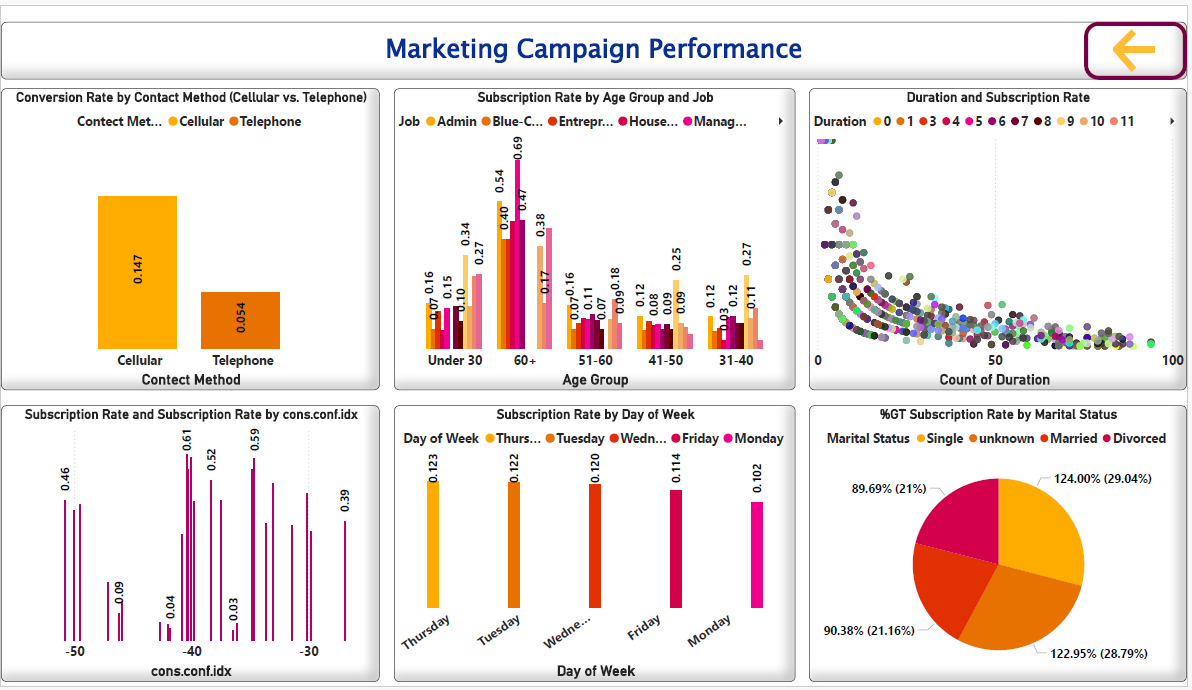 Marketing Campaign Performance
Conversion Rate by Contact Method (Cellular vs. Telephone)
Contect Met... Cellular Telephone
0.147
0.054
Cellular Telephone
Contact Method
Subscription Rate by Age Group and Job
Job Admin Blue-C... Entrepr... House... Manag...
0.16 0.07 0.15 0.10 0.34 0.27
0.54 0.40 0.69 0.47 0.38 0.17
0.16 0.07 0.11 0.07 0.18 0.09
0.12 0.08 0.09 0.25 0.09
0.12 0.03 0.12 0.27 0.11
Under 30 60+ 51-60 41-50 31-40
Age Group
Duration and Subscription Rate
Duration 0 1 3 4 5 6 7 8 9 10 11
0 50 100
Count of Duration
Subscription Rate and Subscription Rate by cons.conf.idx
0.46 0.09 0.04 0.61 0.52 0.03 0.59 0.39
-50 -40 -30
cons.conf.idx
Subscription Rate by Day of Week
Day of Week Thurs... Tuesday Wedn... Friday Monday
0.123 0.122 0.120 0.114 0.102
Thursday Tuesday Wedne... Friday Monday
Day of Week
%GT Subscription Rate by Marital Status
Marital Status Single unknown Married Divorced
124.00% (29.04%)
89.69% (21%)
90.38% (21.16%)
122.95% (28.79%)